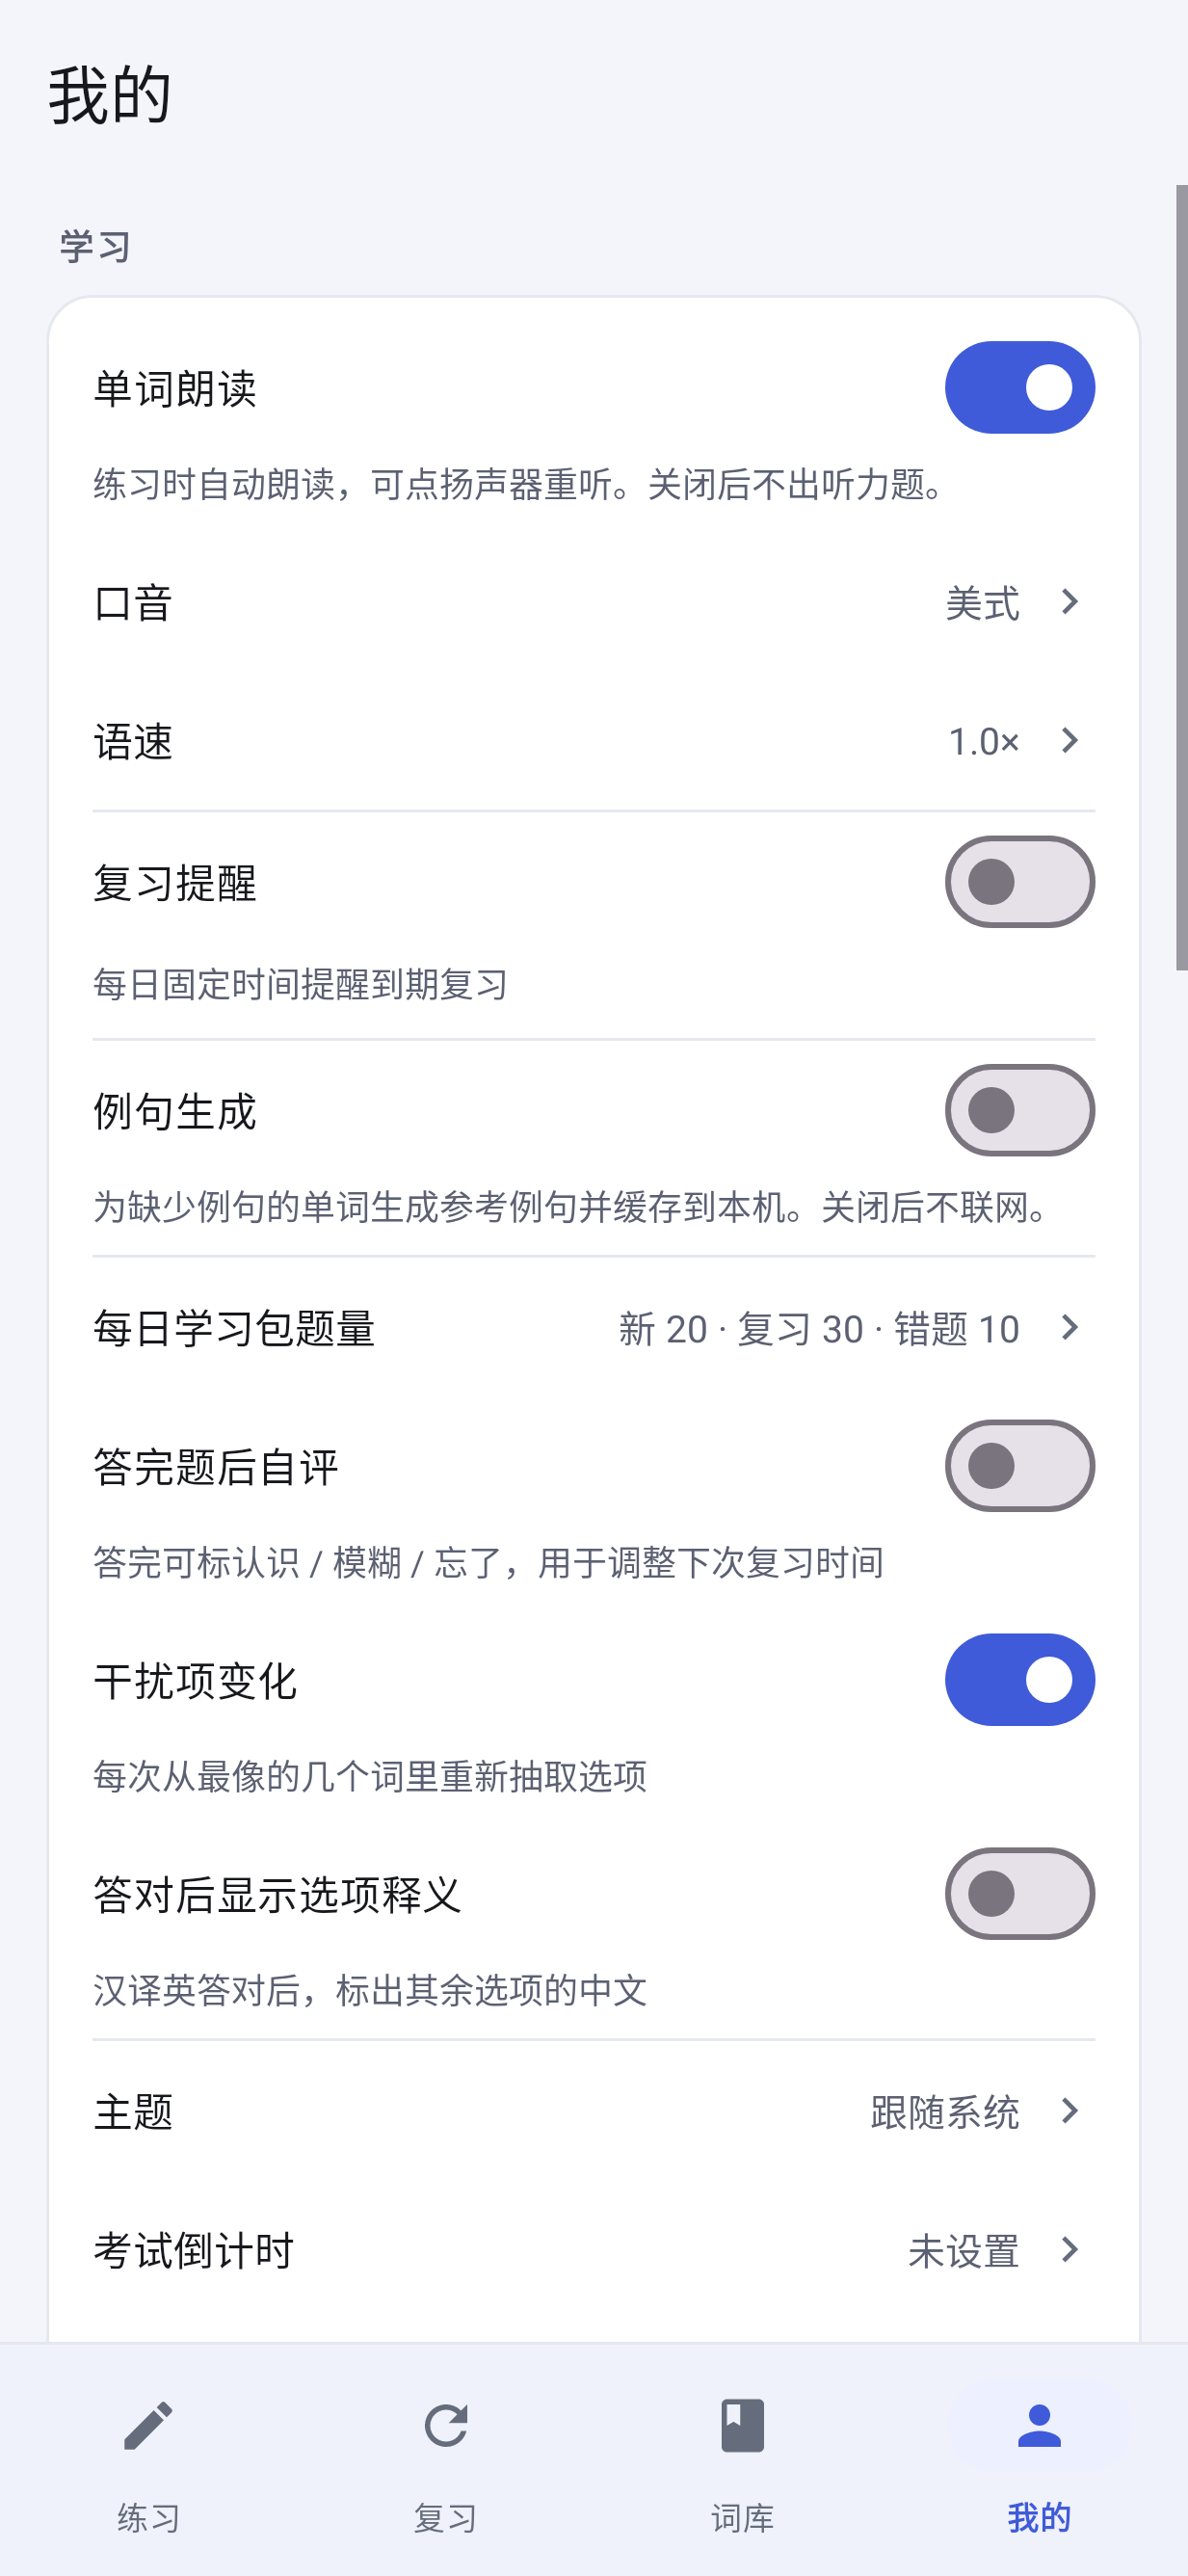 我的
学习
单词朗读
练习时自动朗读，可点扬声器重听。关闭后不出听力题。
口音 美式
语速 1.0×
复习提醒
每日固定时间提醒到期复习
例句生成
为缺少例句的单词生成参考例句并缓存到本机。关闭后不联网。
每日学习包题量 新 20 · 复习 30 · 错题 10
答完题后自评
答完可标认识 / 模糊 / 忘了，用于调整下次复习时间
干扰项变化
每次从最像的几个词里重新抽取选项
答对后显示选项释义
汉译英答对后，标出其余选项的中文
主题 跟随系统
考试倒计时 未设置
练习 复习 词库 我的